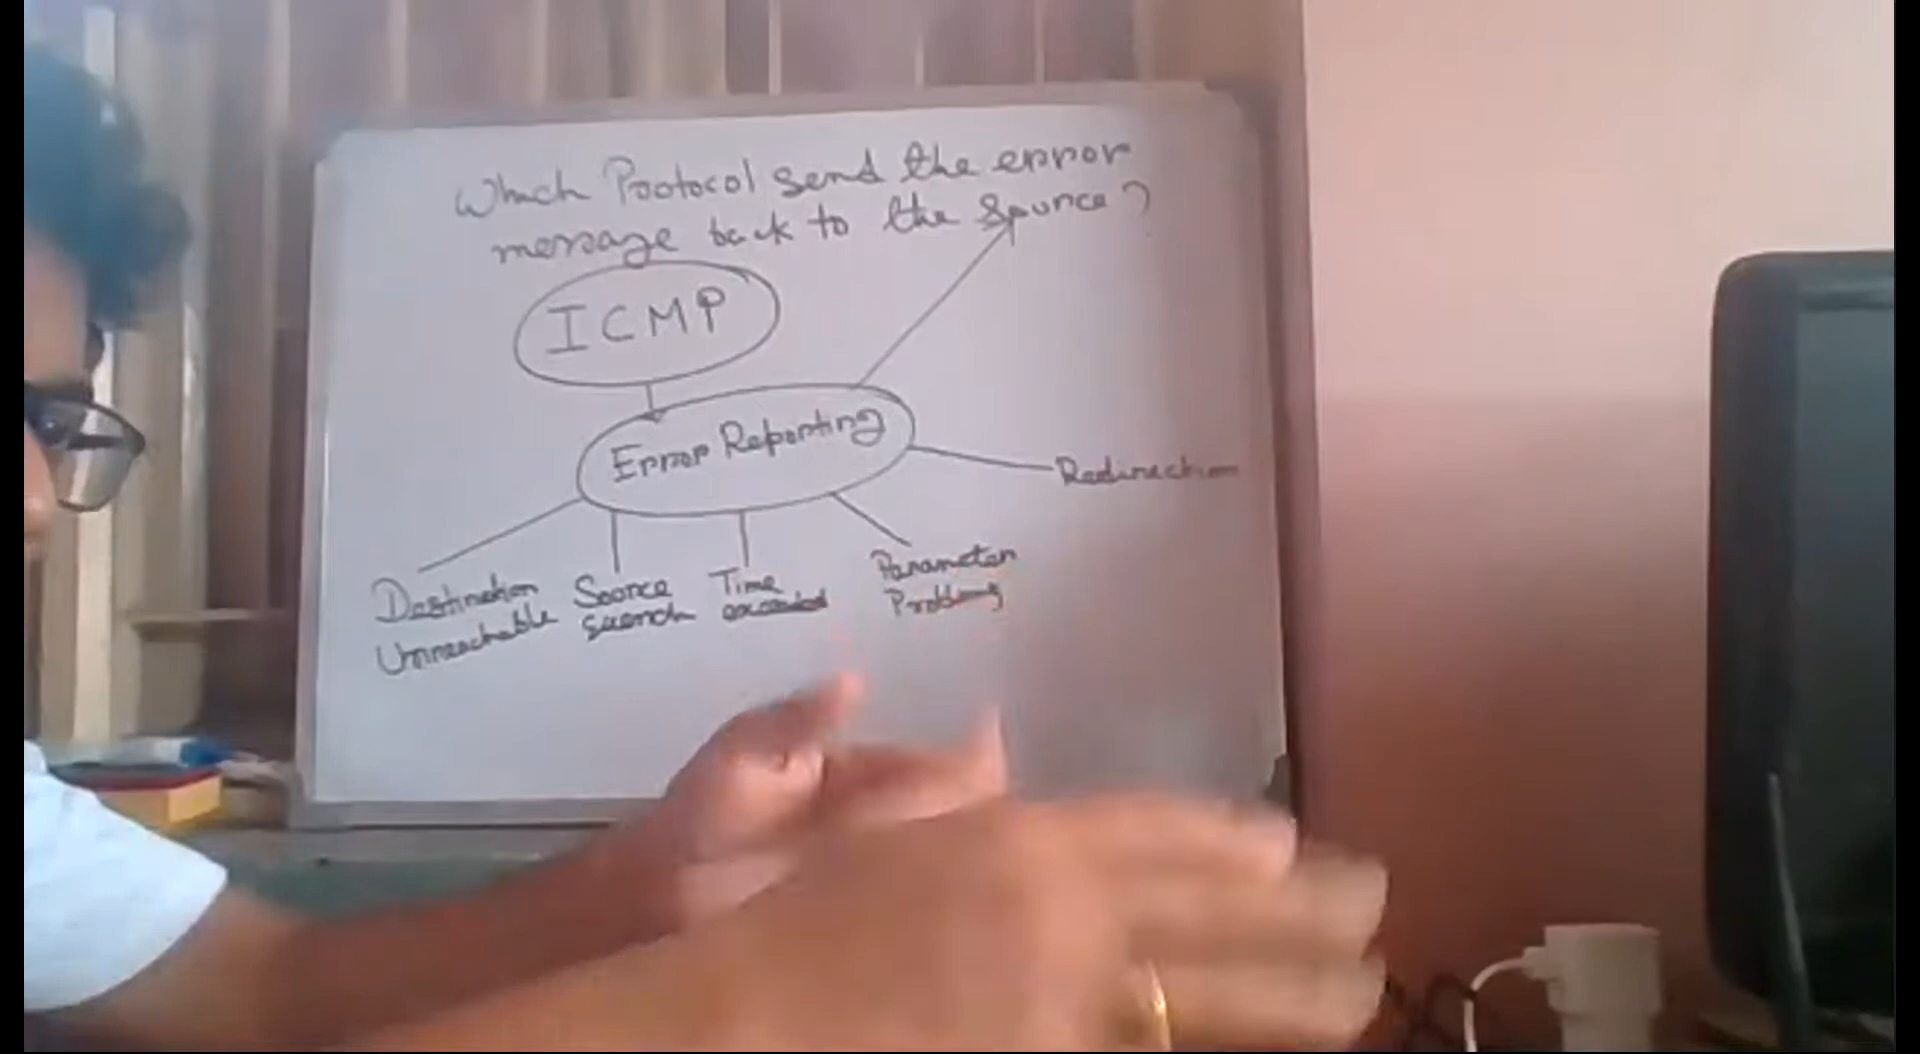 Which Protocol send the error
message back to the source?
ICMP
Error Reporting
Redirection
Destination
Unreachable
Source
quench
Time
exceeded
Parameter
Problem